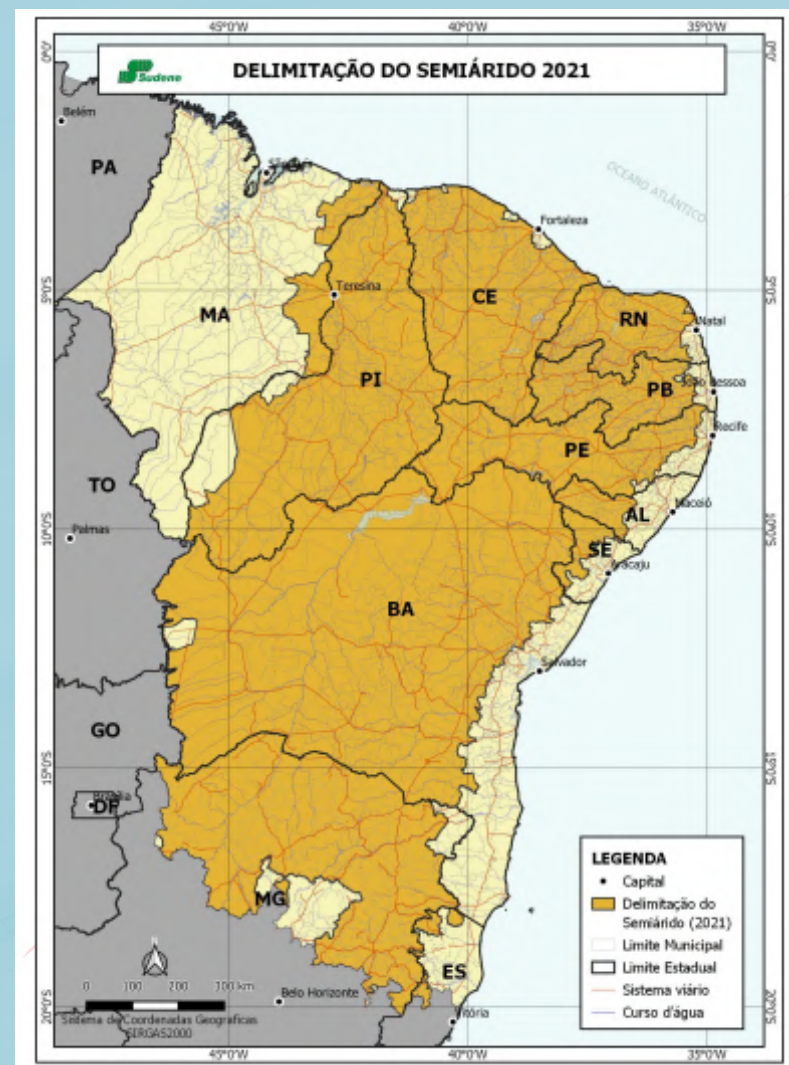 45°0'W 40°0'W 35°0'W
Sudene
DELIMITAÇÃO DO SEMIÁRIDO 2021
0°0' 0°0'
Belém
PA
OCEANO ATLÂNTICO
Fortaleza
5°0'S 5°0'S
Teresina
CE
MA
RN
Natal
PI
PB
João Pessoa
Recife
PE
TO
AL
Maceió
10°0'S 10°0'S
Palmas
SE
Aracaju
BA
Salvador
GO
15°0'S 15°0'S
Brasília
DF
MG
ES
Belo Horizonte
Vitória
20°0'S 20°0'S
LEGENDA
Capital
Delimitação do
Semiárido (2021)
Limite Municipal
Limite Estadual
Sistema viário
Curso d'água
N
0 100 200 300 km
Sistema de Coordenadas Geograficas
SIRGAS2000
45°0'W 40°0'W 35°0'W